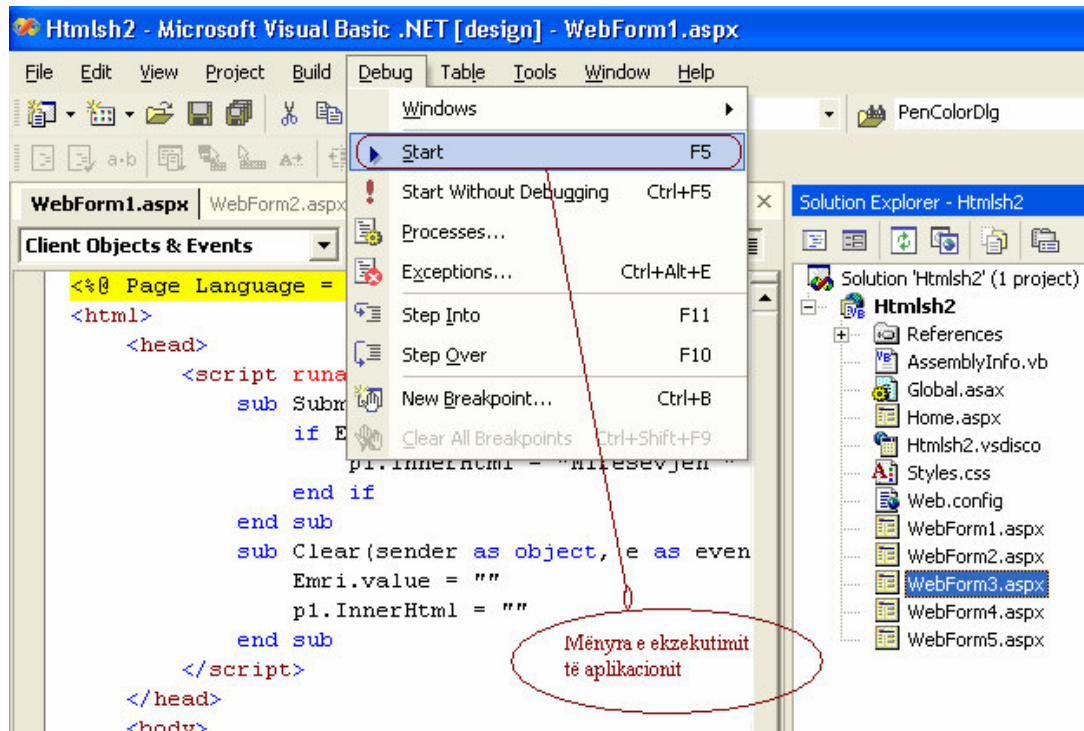 Htmlsh2 - Microsoft Visual Basic .NET [design] - WebForm1.aspx
File Edit View Project Build Debug Table Tools Window Help
PenColorDlg
Windows
Start F5
Start Without Debugging Ctrl+F5
Processes...
Exceptions... Ctrl+Alt+E
Step Into F11
Step Over F10
New Breakpoint... Ctrl+B
Clear All Breakpoints Ctrl+Shift+F9
WebForm1.aspx WebForm2.aspx
Client Objects & Events
<%@ Page Language =
<html>
<head>
<script runa
sub Subm
if E
p1.InnerHtml = "Miresevjen "
end if
end sub
sub Clear(sender as object, e as even
Emri.value = ""
p1.InnerHtml = ""
end sub
</script>
</head>
<body>
Mënyra e ekzekutimit
të aplikacionit
Solution Explorer - Htmlsh2
Solution 'Htmlsh2' (1 project)
Htmlsh2
References
AssemblyInfo.vb
Global.asax
Home.aspx
Htmlsh2.vsdisco
Styles.css
Web.config
WebForm1.aspx
WebForm2.aspx
WebForm3.aspx
WebForm4.aspx
WebForm5.aspx